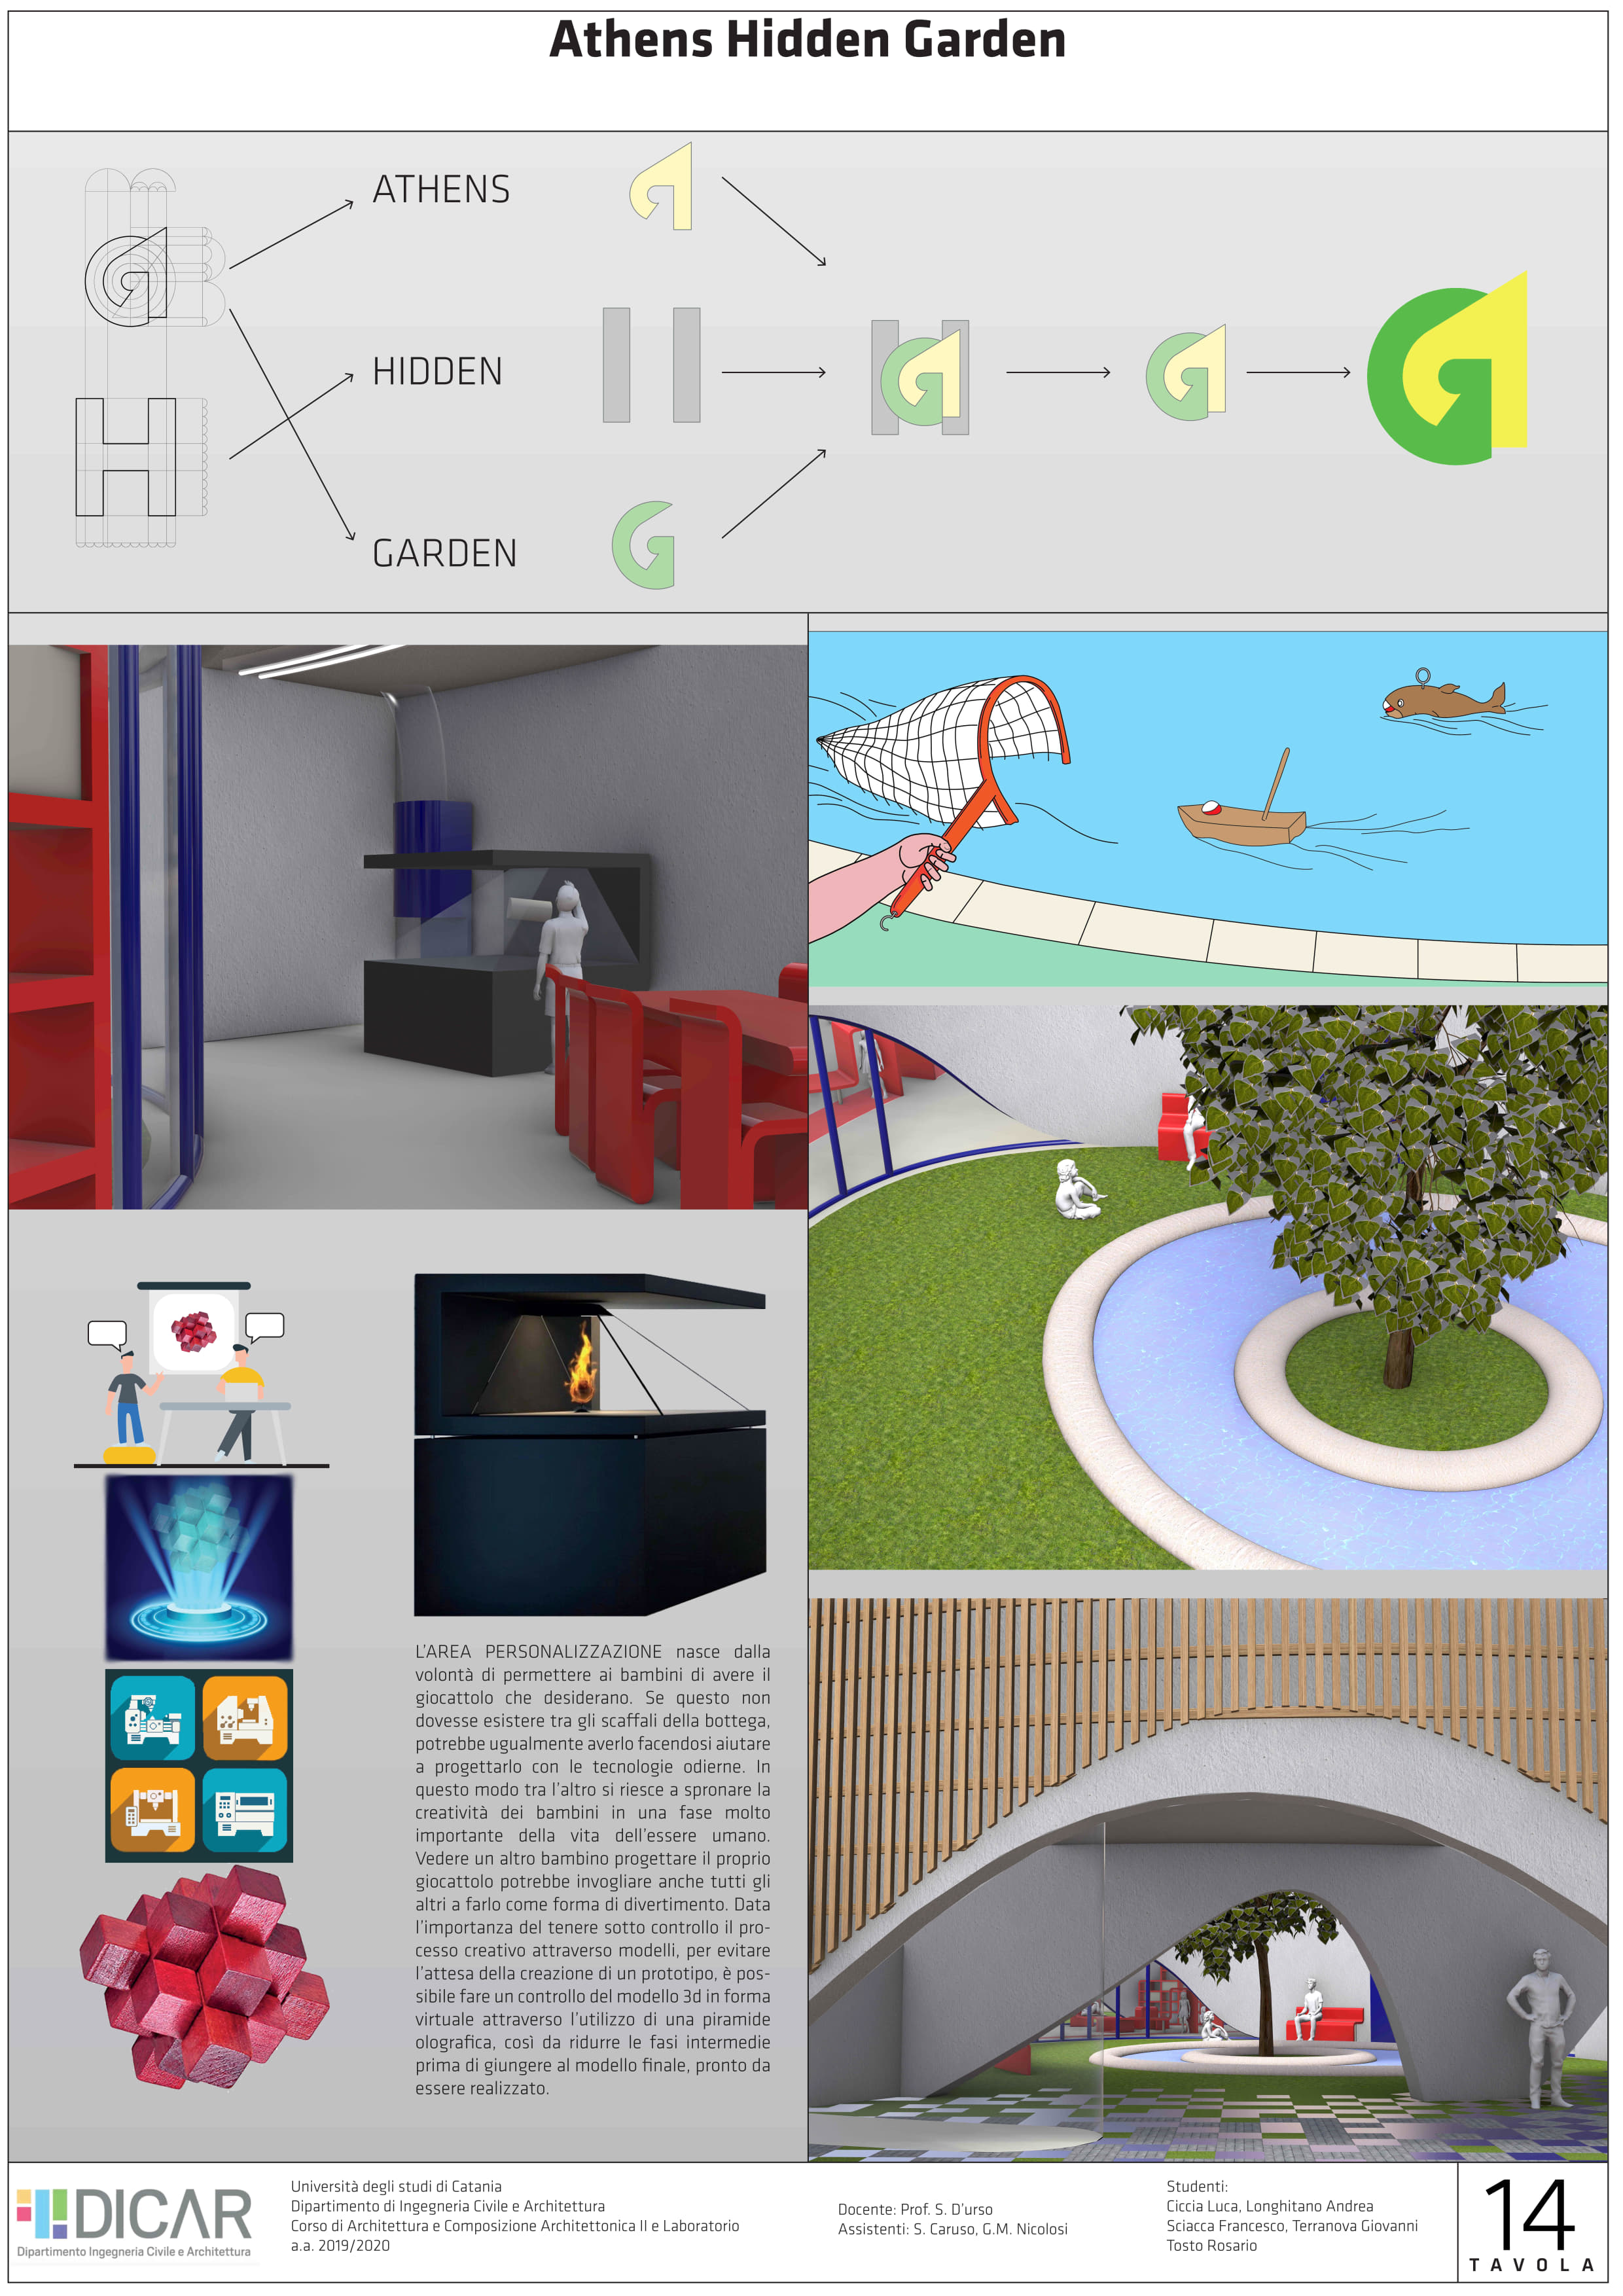 Athens Hidden Garden
ATHENS
HIDDEN
GARDEN
L'AREA PERSONALIZZAZIONE nasce dalla
volontà di permettere ai bambini di avere il
giocattolo che desiderano. Se questo non
dovesse esistere tra gli scaffali della bottega,
potrebbe ugualmente averlo facendosi aiutare
a progettarlo con le tecnologie odierne. In
questo modo tra l'altro si riesce a spronare la
creatività dei bambini in una fase molto
importante della vita dell'essere umano.
Vedere un altro bambino progettare il proprio
giocattolo potrebbe invogliare anche tutti gli
altri a farlo come forma di divertimento. Data
l'importanza del tenere sotto controllo il pro-
cesso creativo attraverso modelli, per evitare
l'attesa della creazione di un prototipo, è pos-
sibile fare un controllo del modello 3d in forma
virtuale attraverso l'utilizzo di una piramide
olografica, così da ridurre le fasi intermedie
prima di giungere al modello finale, pronto da
essere realizzato.
DICAR
Dipartimento Ingegneria Civile e Architettura
Università degli studi di Catania
Dipartimento di Ingegneria Civile e Architettura
Corso di Architettura e Composizione Architettonica II e Laboratorio
a.a. 2019/2020
Docente: Prof. S. D'urso
Assistenti: S. Caruso, G.M. Nicolosi
Studenti:
Ciccia Luca, Longhitano Andrea
Sciacca Francesco, Terranova Giovanni
Tosto Rosario
14
TAVOLA